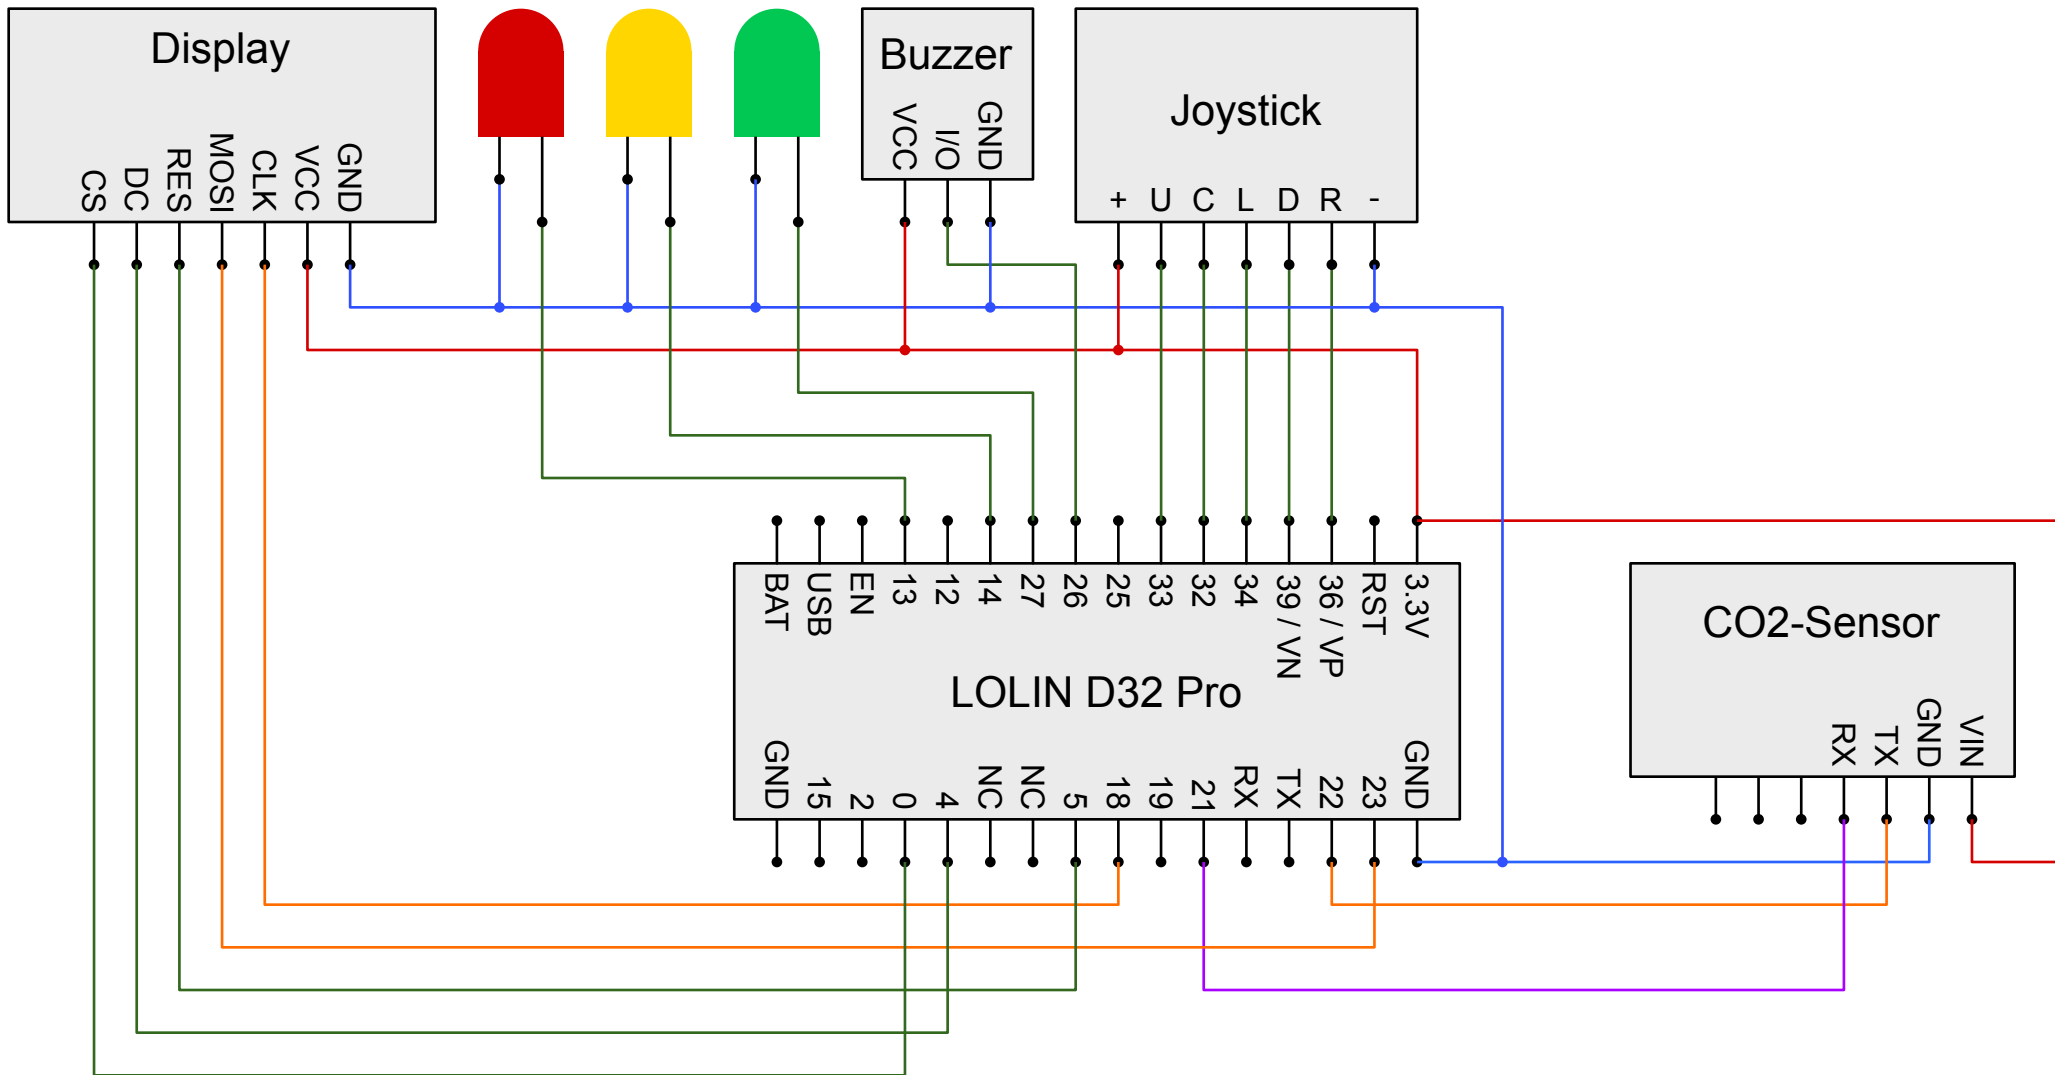 Display
CS
DC
RES
MOSI
CLK
VCC
GND
Buzzer
VCC
I/O
GND
Joystick
+ U C L D R -
BAT
USB
EN
13
12
14
27
26
25
33
32
34
39 / VN
36 / VP
RST
3.3V
LOLIN D32 Pro
GND
15
2
0
4
NC
NC
5
18
19
21
RX
TX
22
23
GND
CO2-Sensor
RX
TX
GND
VIN